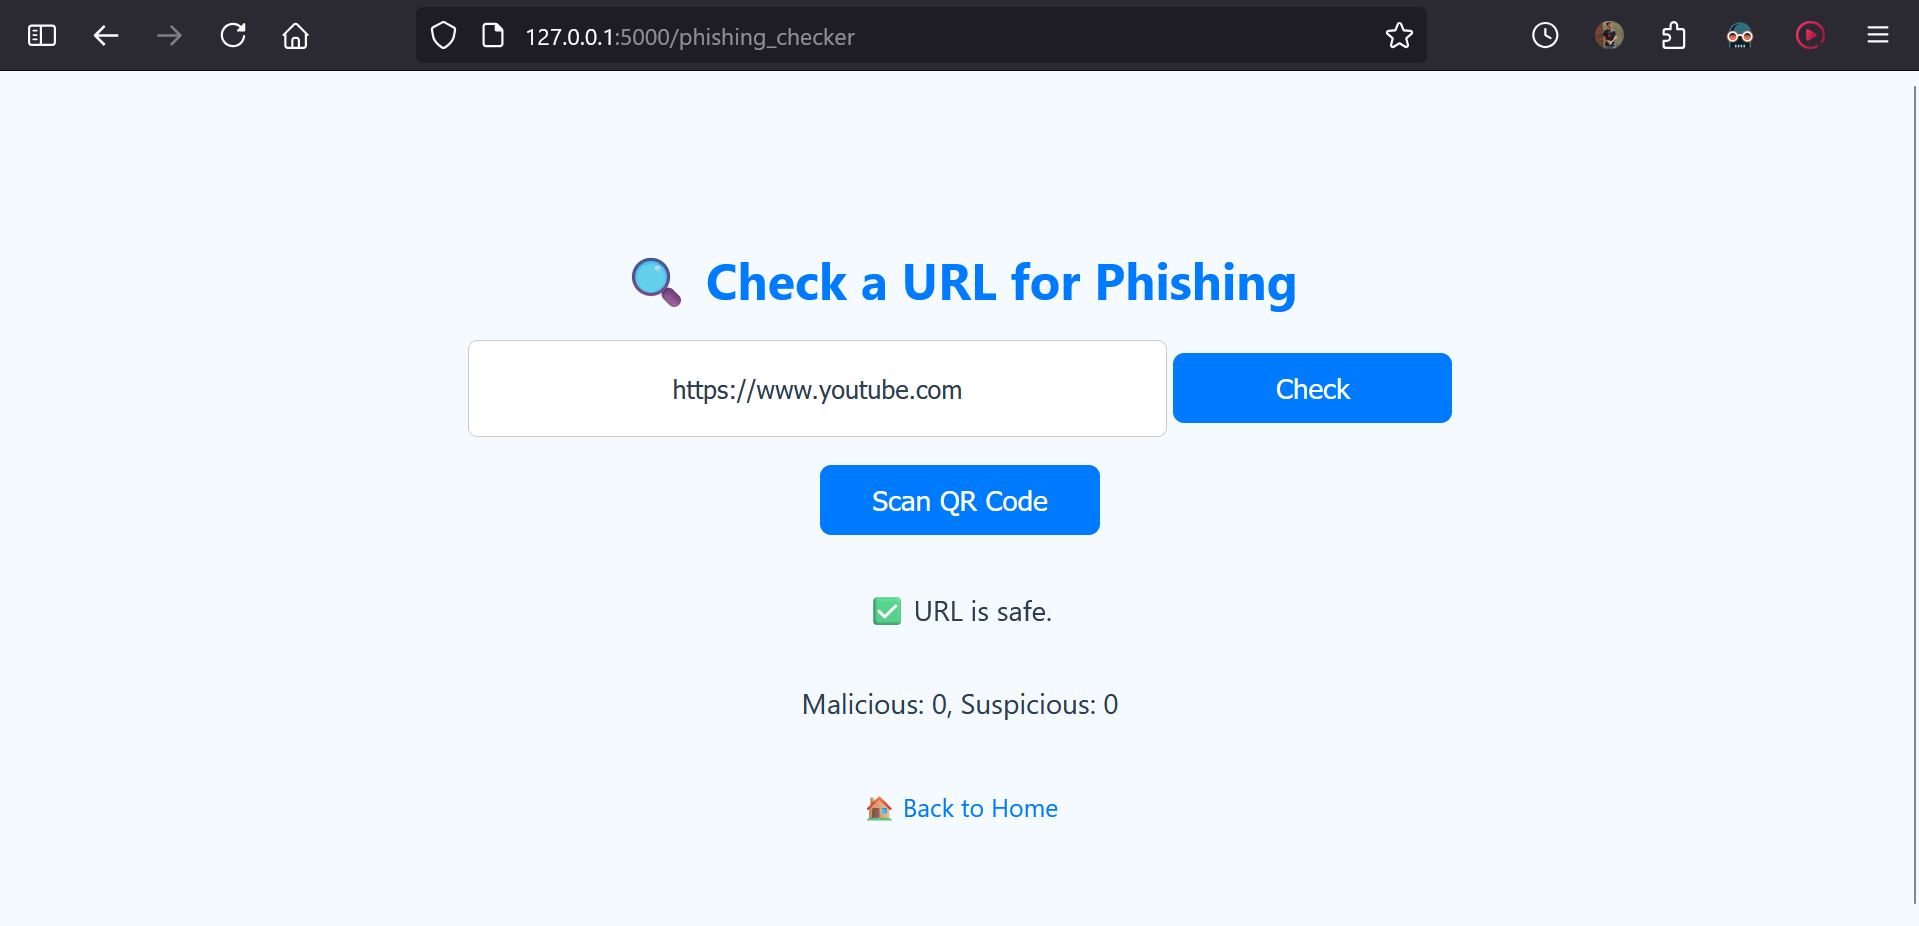 127.0.0.1:5000/phishing_checker
Check a URL for Phishing
https://www.youtube.com
Check
Scan QR Code
URL is safe.
Malicious: 0, Suspicious: 0
Back to Home